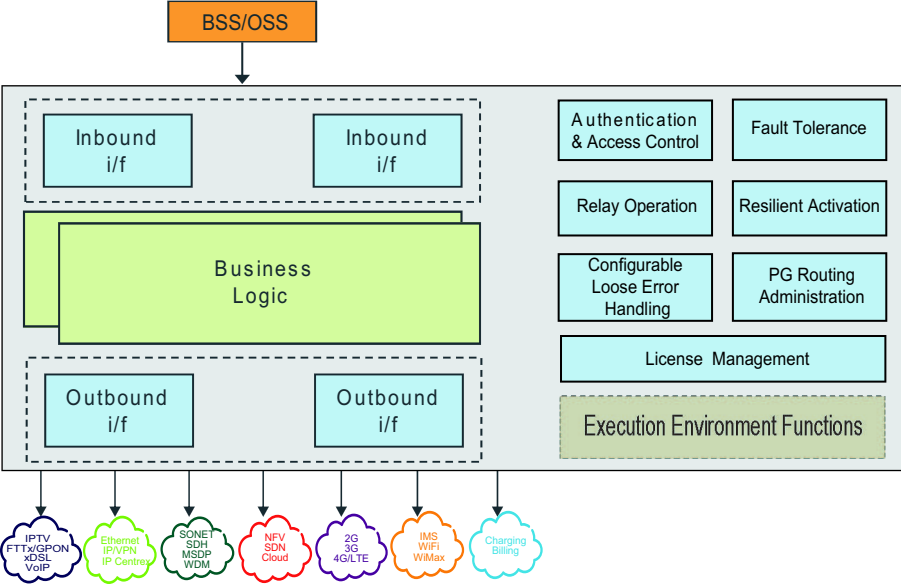 BSS/OSS
Inbound
i/f
Inbound
i/f
Business
Logic
Outbound
i/f
Outbound
i/f
Authentication
& Access Control
Fault Tolerance
Relay Operation
Resilient Activation
Configurable
Loose Error
Handling
PG Routing
Administration
License Management
Execution Environment Functions
IPTV
FTTx/GPON
xDSL
VoIP
Ethernet
IP/VPN
IP Centrex
SONET
SDH
MSDP
WDM
NFV
SDN
Cloud
2G
3G
4G/LTE
IMS
WiFi
WiMax
Charging
Billing